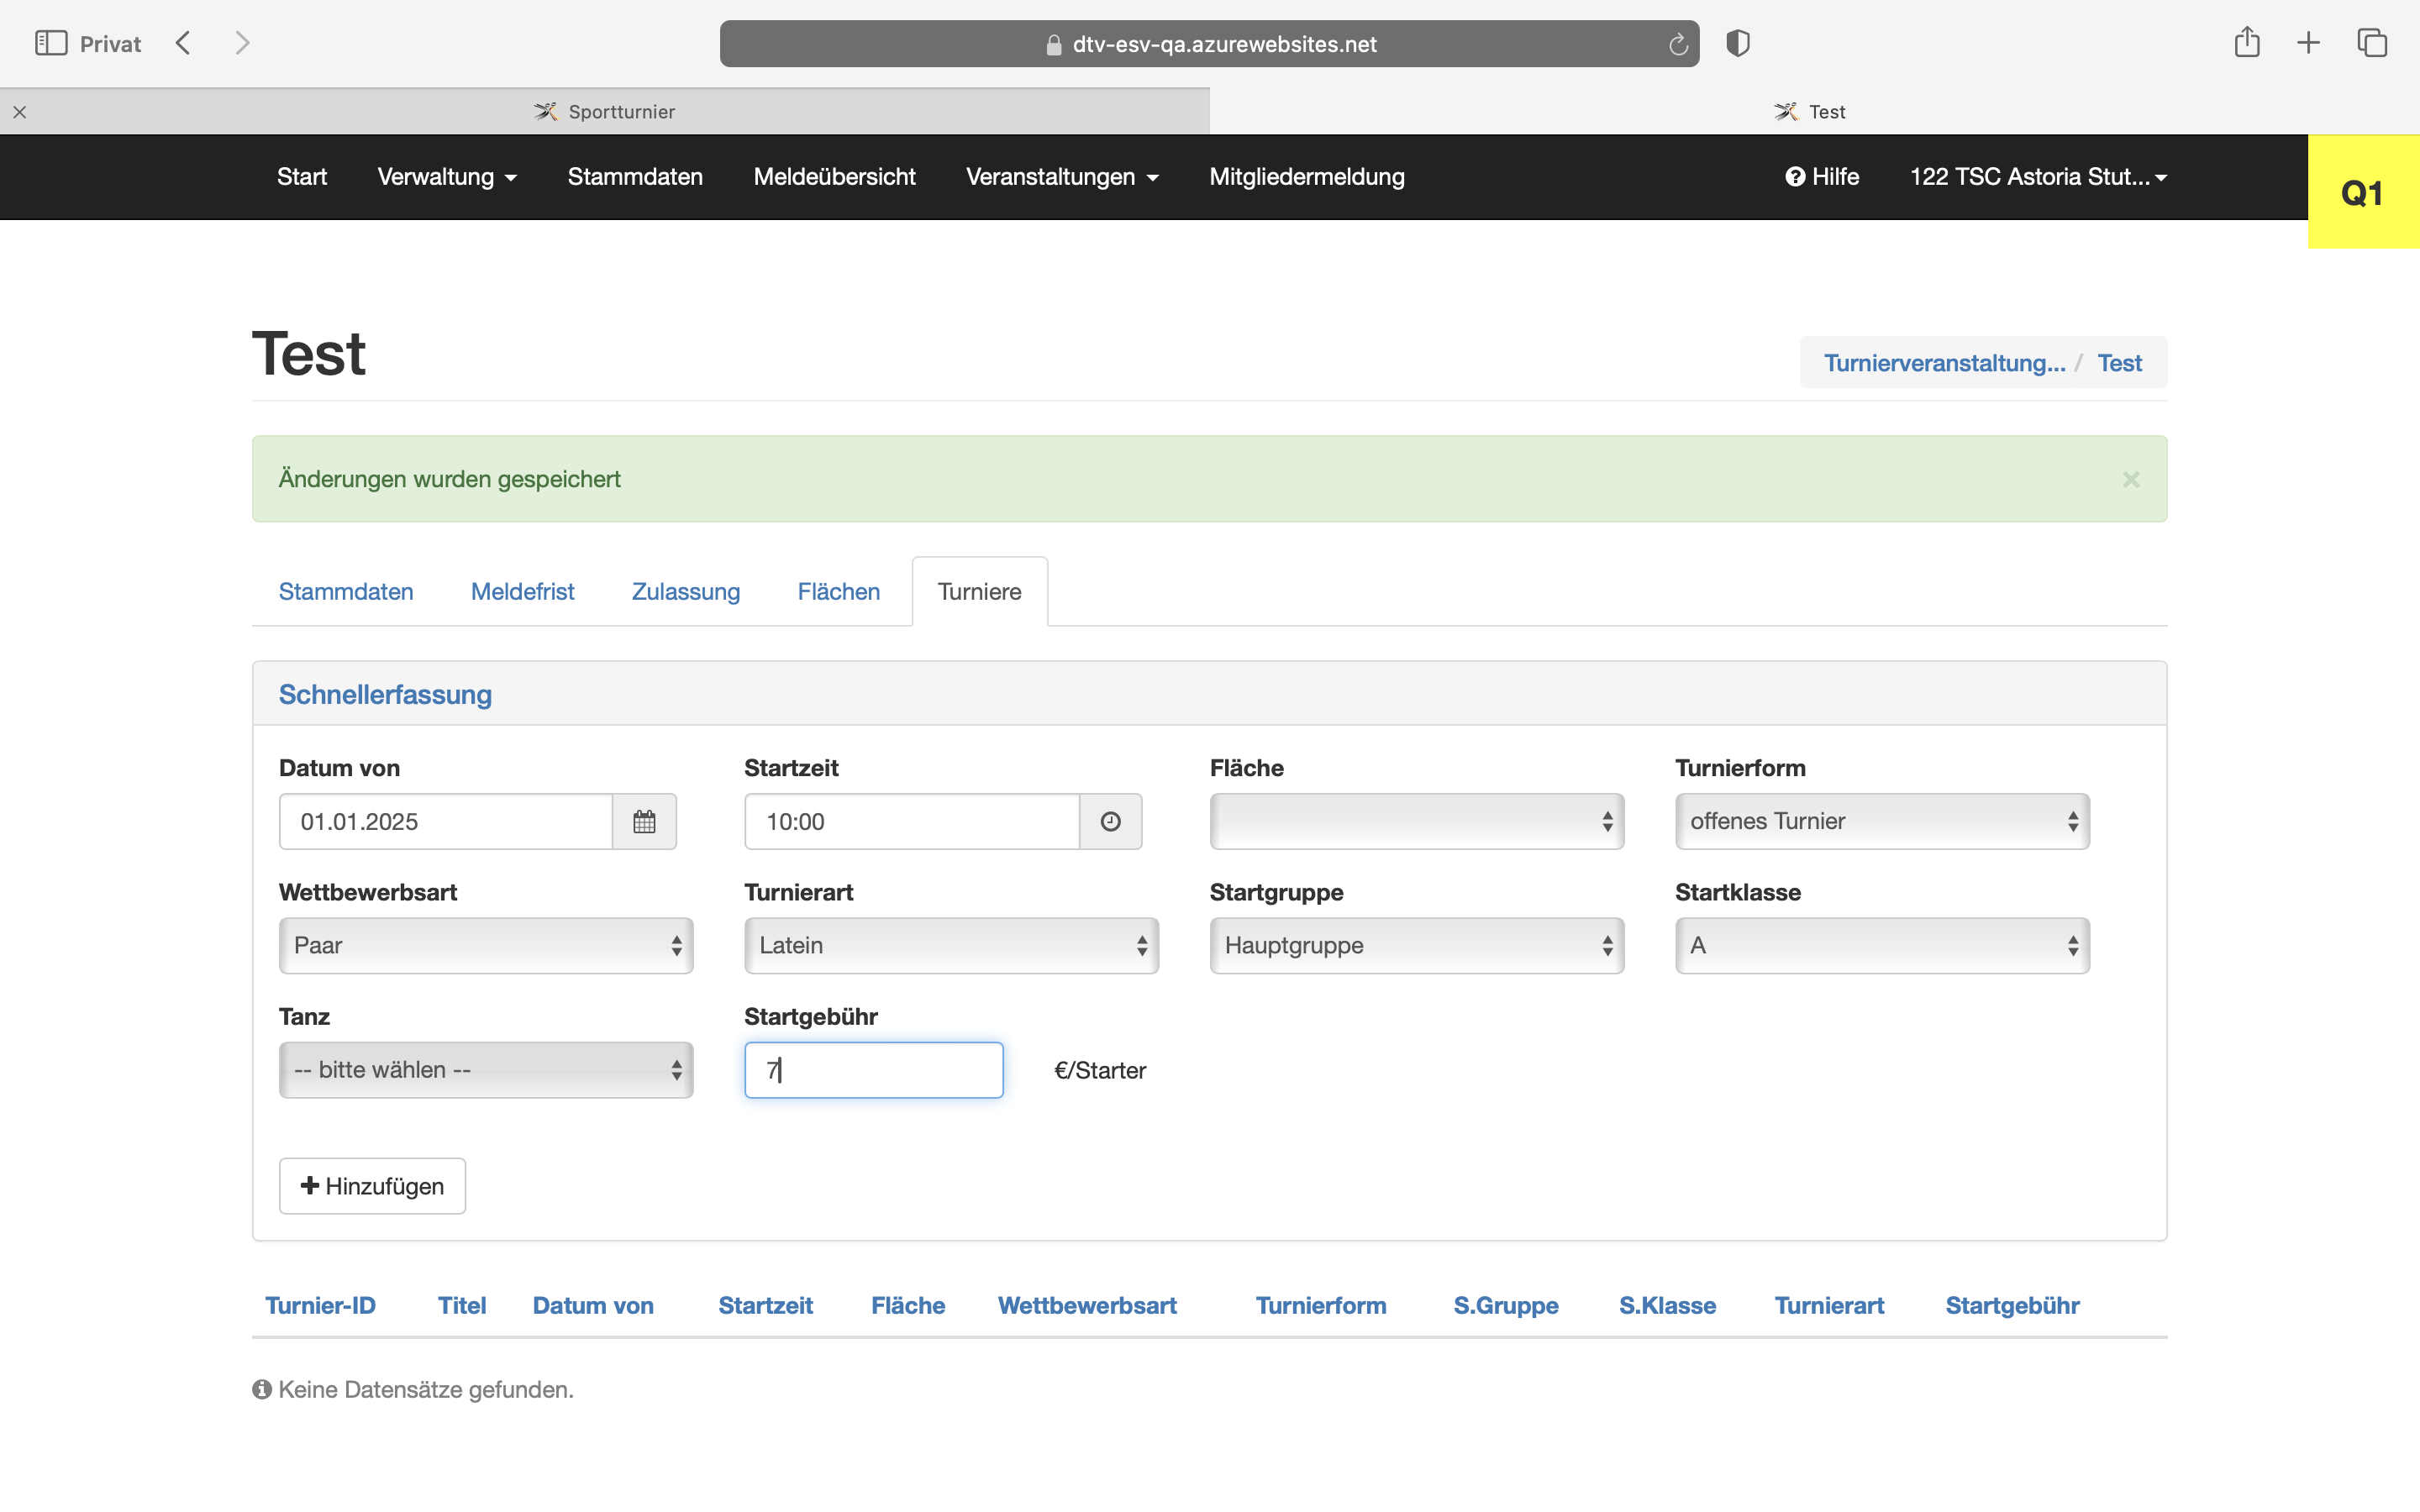 Privat
dtv-esv-qa.azurewebsites.net
Sportturnier
Test
Start Verwaltung Stammdaten Meldeübersicht Veranstaltungen Mitgliedermeldung Hilfe 122 TSC Astoria Stut...
Q1
Test
Turnierveranstaltung... / Test
Änderungen wurden gespeichert
Stammdaten Meldefrist Zulassung Flächen Turniere
Schnellerfassung
Datum von Startzeit Fläche Turnierform
01.01.2025 10:00 offenes Turnier
Wettbewerbsart Turnierart Startgruppe Startklasse
Paar Latein Hauptgruppe A
Tanz Startgebühr
-- bitte wählen -- 7 €/Starter
Hinzufügen
Turnier-ID Titel Datum von Startzeit Fläche Wettbewerbsart Turnierform S.Gruppe S.Klasse Turnierart Startgebühr
Keine Datensätze gefunden.